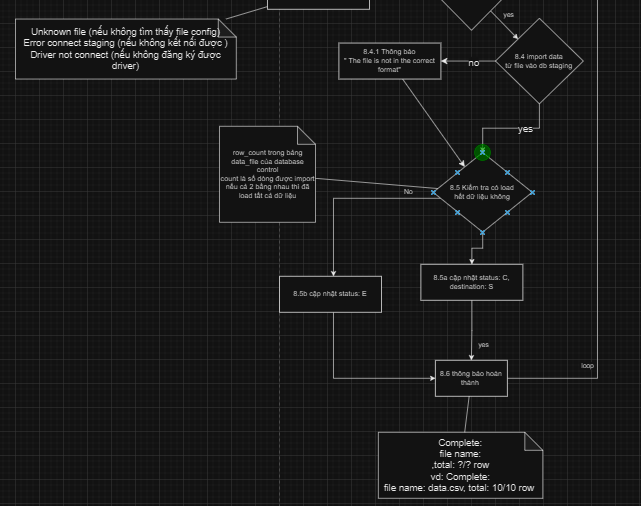 yes
Unknown file (nếu không tìm thấy file config)
Error connect staging (nếu không kết nối được )
Driver not connect (nếu không đăng ký được
driver)
8.4.1 Thông báo
" The file is not in the correct
format"
no
8.4 import data
từ file vào db staging
yes
row_count trong bảng
data_file của database
control
count là số dòng được import
nếu cả 2 bằng nhau thì đã
load tất cả dữ liệu
No
8.5 Kiểm tra có load
hết dữ liệu không
8.5b cập nhật status: E
8.5a cập nhật status: C,
destination: S
yes
loop
8.6 thông báo hoàn
thành
Complete:
file name:
,total: ?/? row
vd: Complete:
file name: data.csv, total: 10/10 row